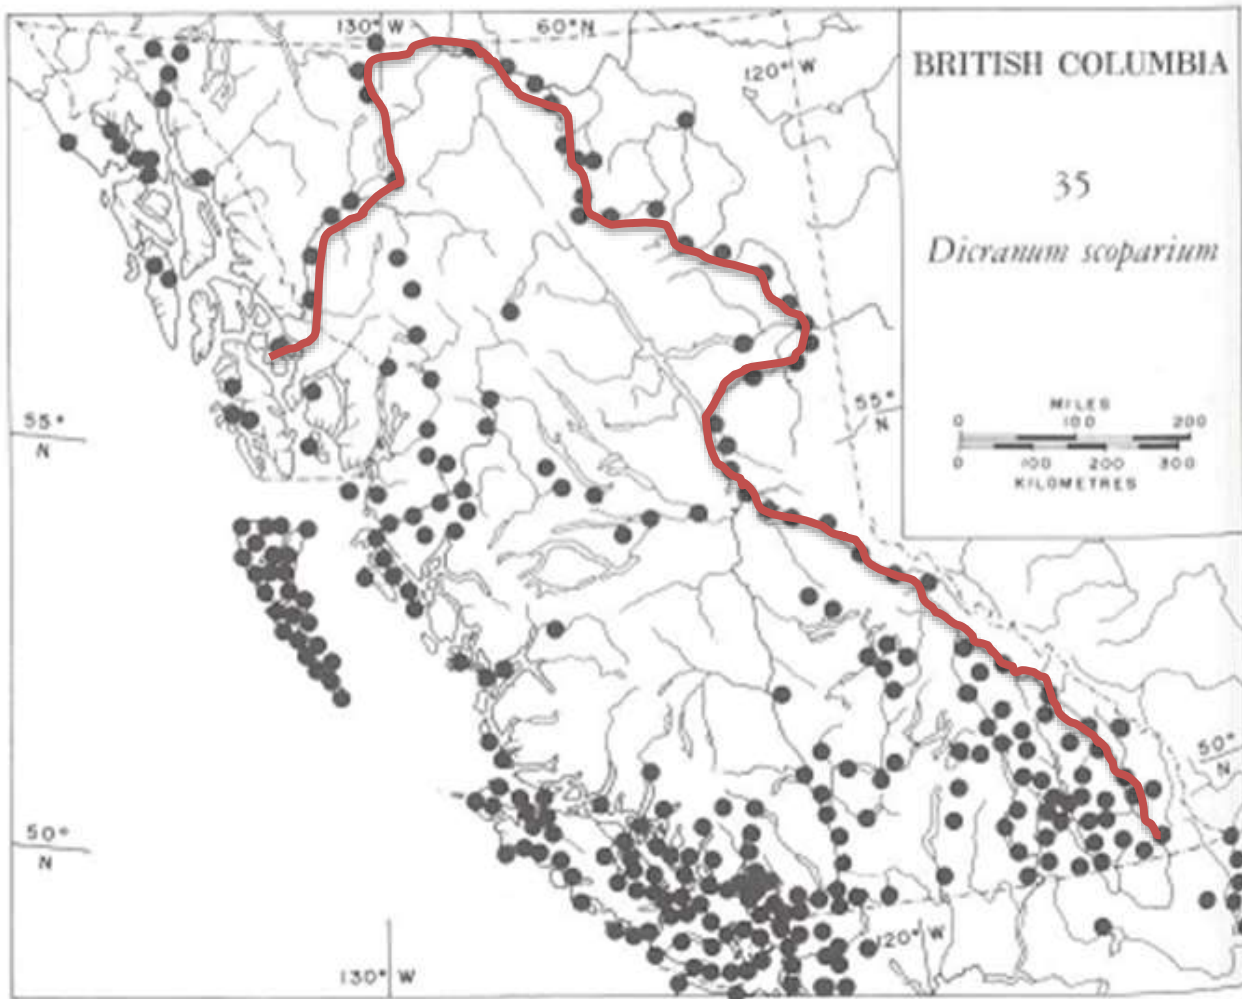 130° W
60° N
120° W
BRITISH COLUMBIA
35
Dicranum scoparium
55°
N
55°
N
MILES
0 100 200
0 100 200 300
KILOMETRES
50°
N
50°
N
120° W
130° W